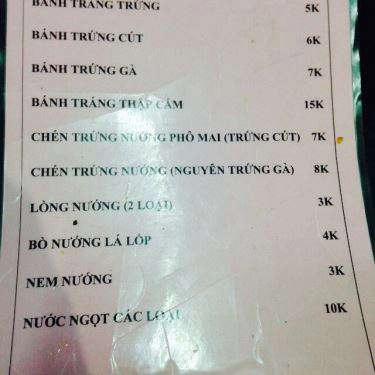 BÁNH TRÁNG TRỨNG 5K
BÁNH TRỨNG CÚT 6K
BÁNH TRỨNG GÀ 7K
BÁNH TRÁNG THẬP CẨM 15K
CHÉN TRỨNG NƯỚNG PHÔ MAI (TRỨNG CÚT) 7K
CHÉN TRỨNG NƯỚNG (NGUYÊN TRỨNG GÀ) 8K
LÒNG NƯỚNG (2 LOẠI) 3K
BÒ NƯỚNG LÁ LỐP 4K
NEM NƯỚNG 3K
NƯỚC NGỌT CÁC LOẠI 10K